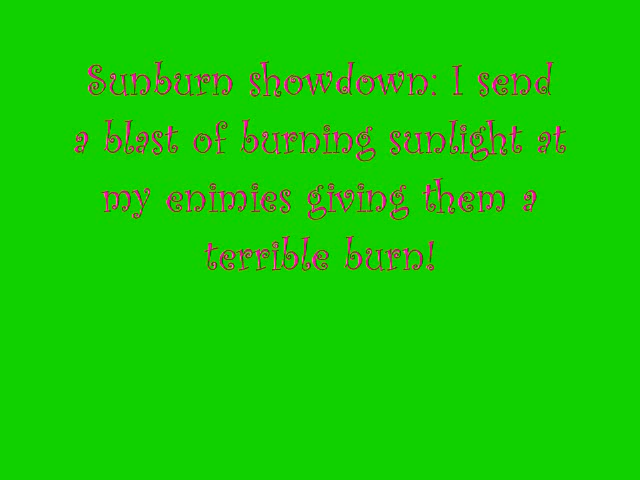 Sunburn showdown: I send
a blast of burning sunlight at
my enimies giving them a
terrible burn!